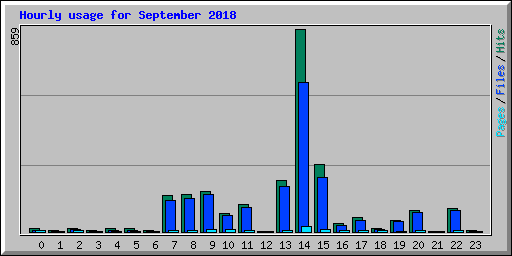 Hourly usage for September 2018
859
Pages/Files/Hits
0 1 2 3 4 5 6 7 8 9 10 11 12 13 14 15 16 17 18 19 20 21 22 23